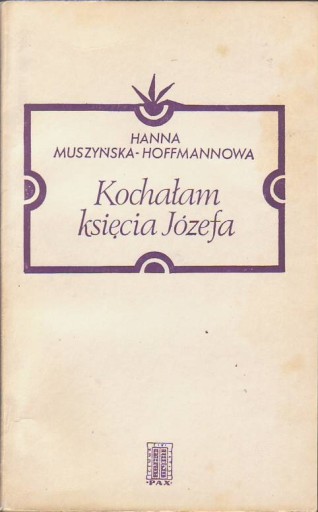 HANNA
MUSZYŃSKA-HOFFMANNOWA
Kochałam
księcia Józefa
·PAX·